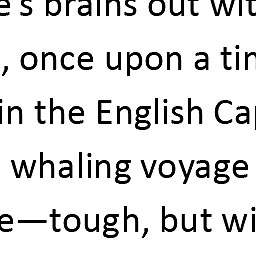 e's brains out wit
, once upon a tin
in the English Cap
whaling voyage
e—tough, but wi